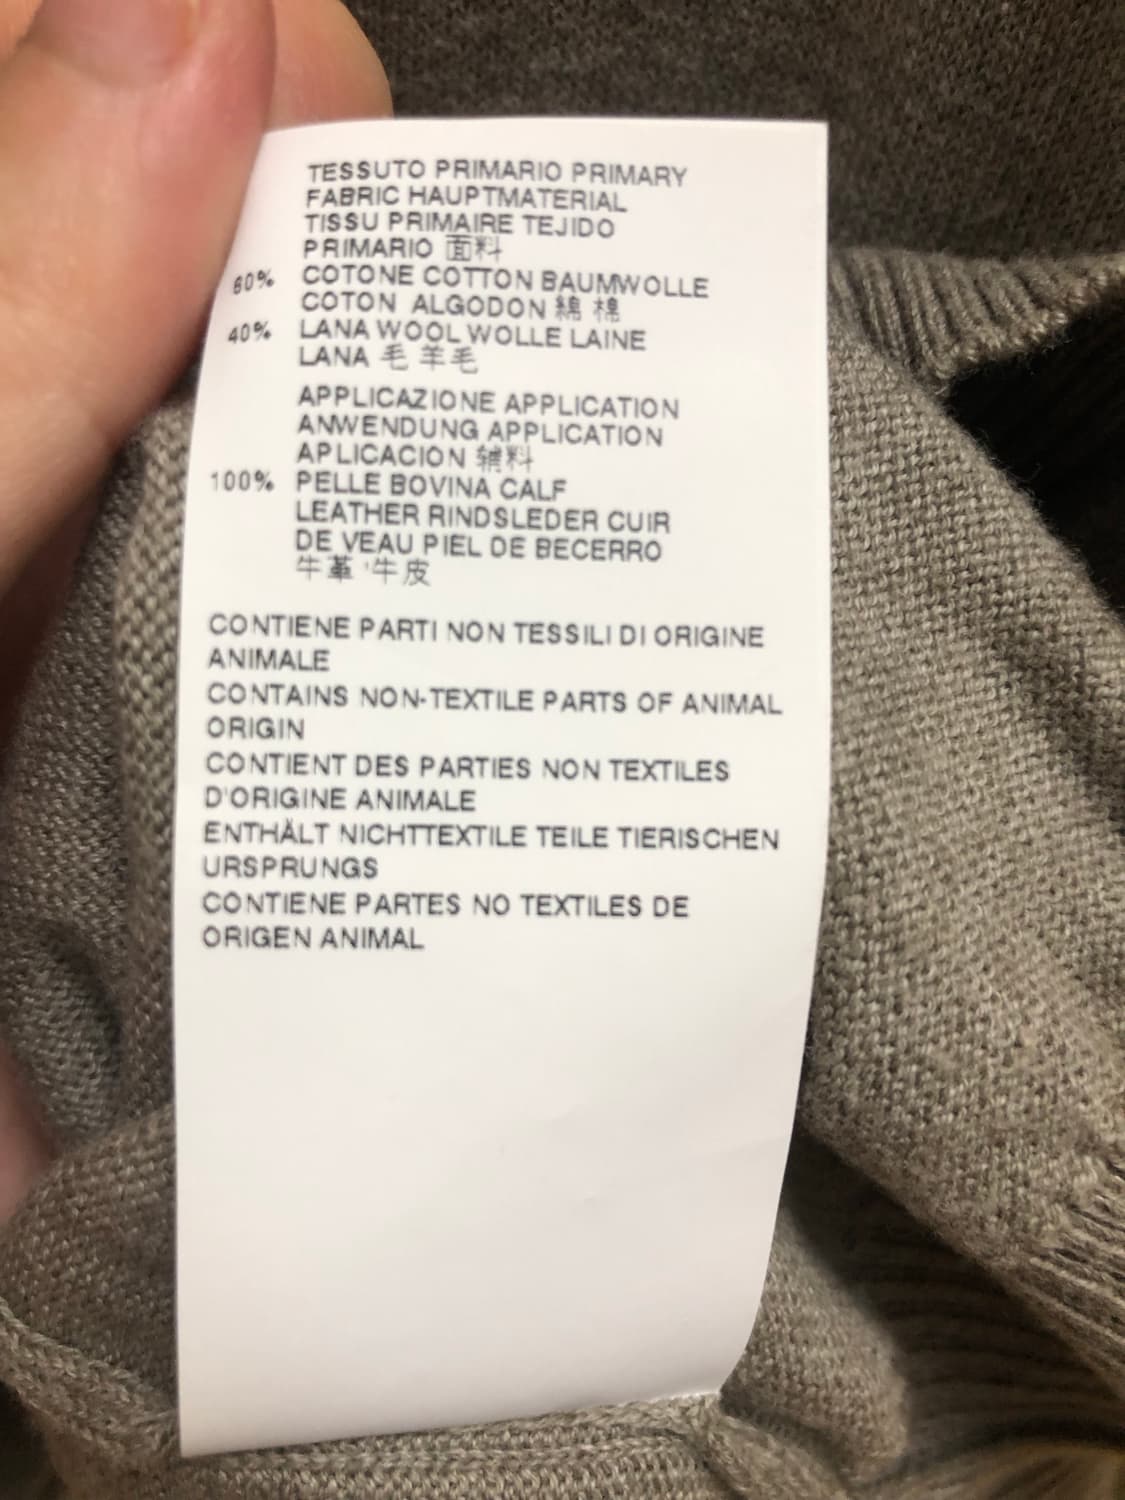 TESSUTO PRIMARIO PRIMARY
FABRIC HAUPTMATERIAL
TISSU PRIMAIRE TEJIDO
PRIMARIO 面料
60% COTONE COTTON BAUMWOLLE
COTON ALGODON 綿 棉
40% LANA WOOL WOLLE LAINE
LANA 毛 羊毛
APPLICAZIONE APPLICATION
ANWENDUNG APPLICATION
APLICACION 辅料
100% PELLE BOVINA CALF
LEATHER RINDSLEDER CUIR
DE VEAU PIEL DE BECERRO
牛革 牛皮
CONTIENE PARTI NON TESSILI DI ORIGINE
ANIMALE
CONTAINS NON-TEXTILE PARTS OF ANIMAL
ORIGIN
CONTIENT DES PARTIES NON TEXTILES
D'ORIGINE ANIMALE
ENTHÄLT NICHTTEXTILE TEILE TIERISCHEN
URSPRUNGS
CONTIENE PARTES NO TEXTILES DE
ORIGEN ANIMAL